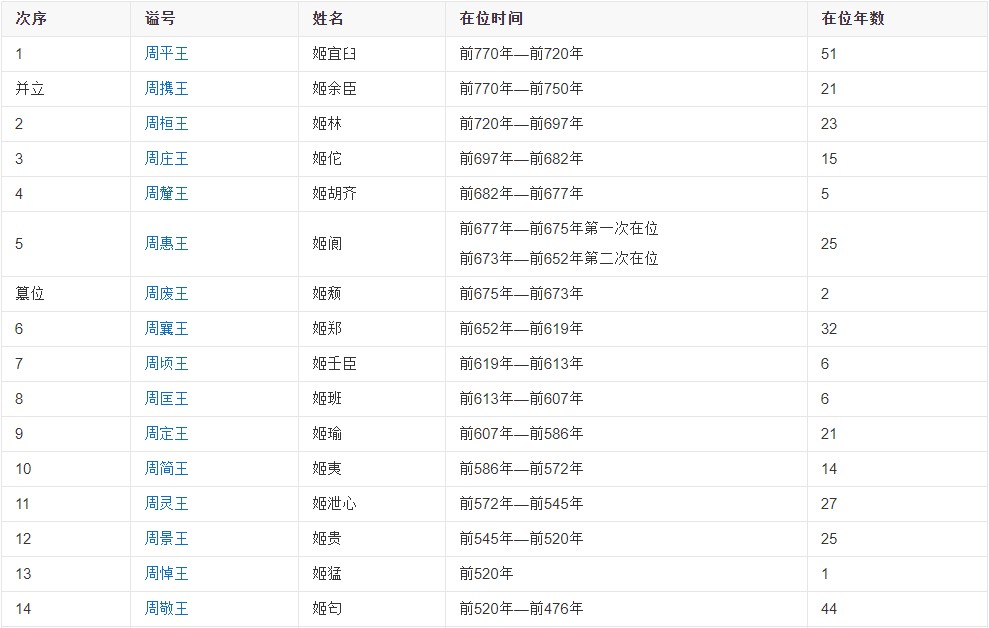 次序 谥号 姓名 在位时间 在位年数
1 周平王 姬宜臼 前770年—前720年 51
并立 周携王 姬余臣 前770年—前750年 21
2 周桓王 姬林 前720年—前697年 23
3 周庄王 姬佗 前697年—前682年 15
4 周釐王 姬胡齐 前682年—前677年 5
5 周惠王 姬阆 前677年—前675年第一次在位 25
前673年—前652年第二次在位
篡位 周废王 姬颓 前675年—前673年 2
6 周襄王 姬郑 前652年—前619年 32
7 周顷王 姬壬臣 前619年—前613年 6
8 周匡王 姬班 前613年—前607年 6
9 周定王 姬瑜 前607年—前586年 21
10 周简王 姬夷 前586年—前572年 14
11 周灵王 姬泄心 前572年—前545年 27
12 周景王 姬贵 前545年—前520年 25
13 周悼王 姬猛 前520年 1
14 周敬王 姬匄 前520年—前476年 44